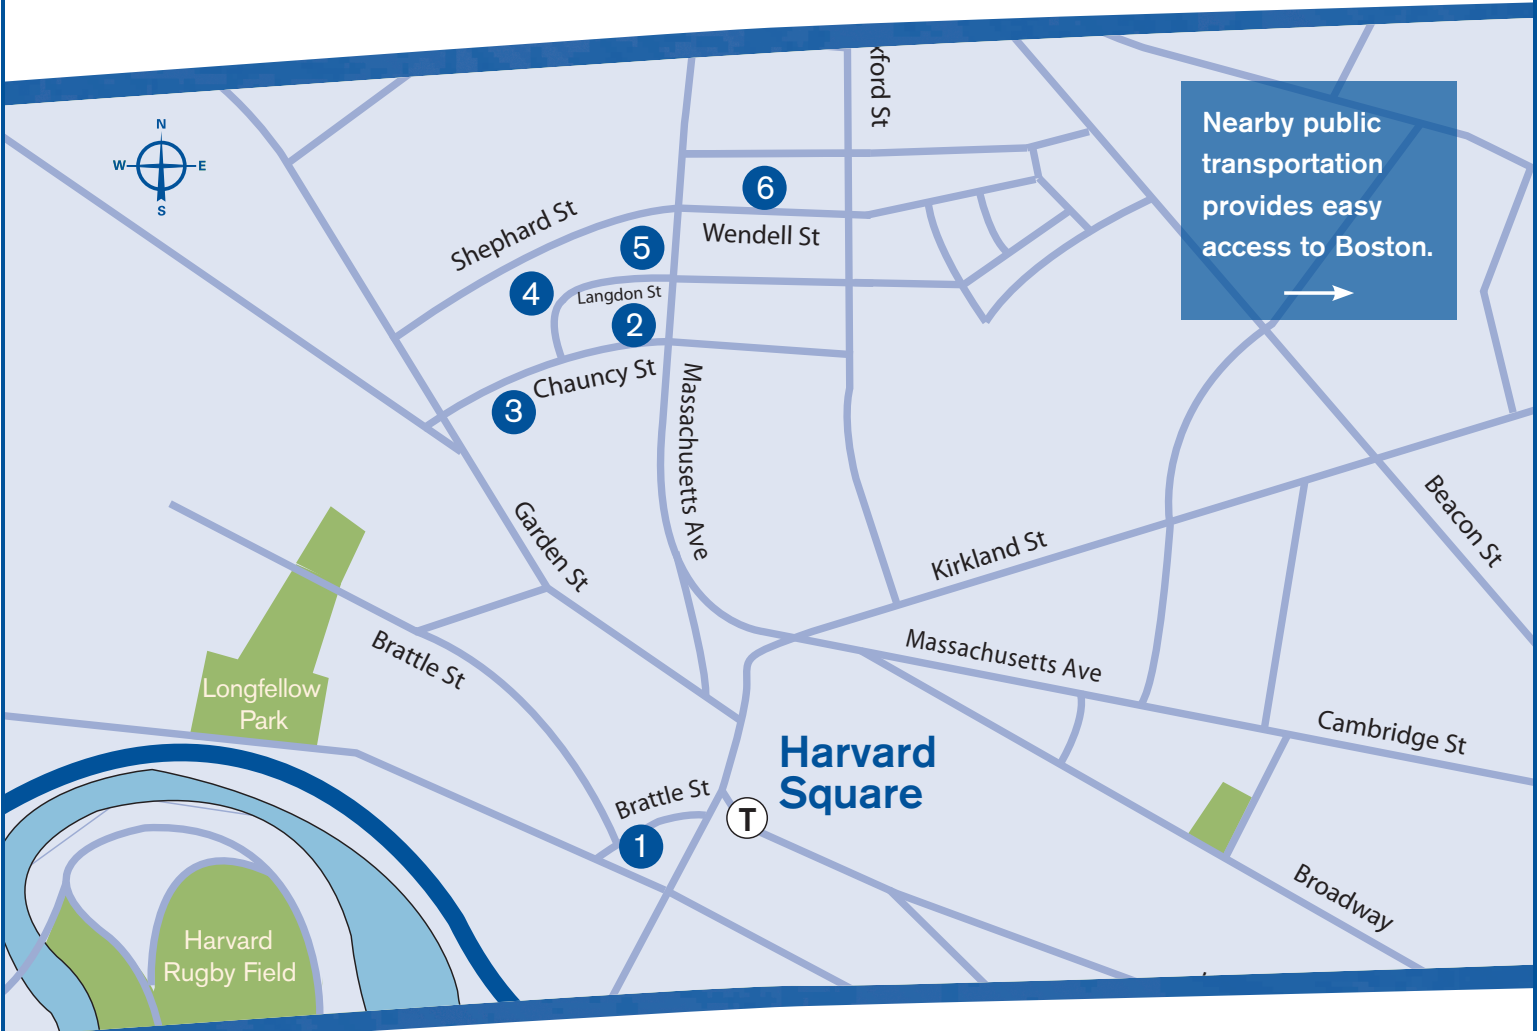 xford St
Nearby public
transportation
provides easy
access to Boston.
N
W
E
S
6
Shephard St
Wendell St
5
4
Langdon St
2
Chauncy St
3
Massachusetts Ave
Garden St
Beacon St
Kirkland St
Brattle St
Massachusetts Ave
Longfellow
Park
Cambridge St
Harvard
Square
Brattle St
T
1
Broadway
Harvard
Rugby Field